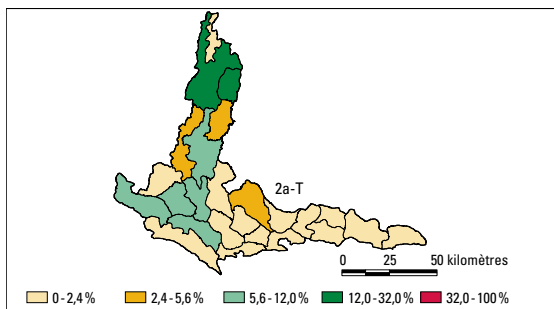 2a-T
0 25 50 kilomètres
0 - 2,4 % 2,4 - 5,6 % 5,6 - 12,0 % 12,0 - 32,0 % 32,0 - 100 %